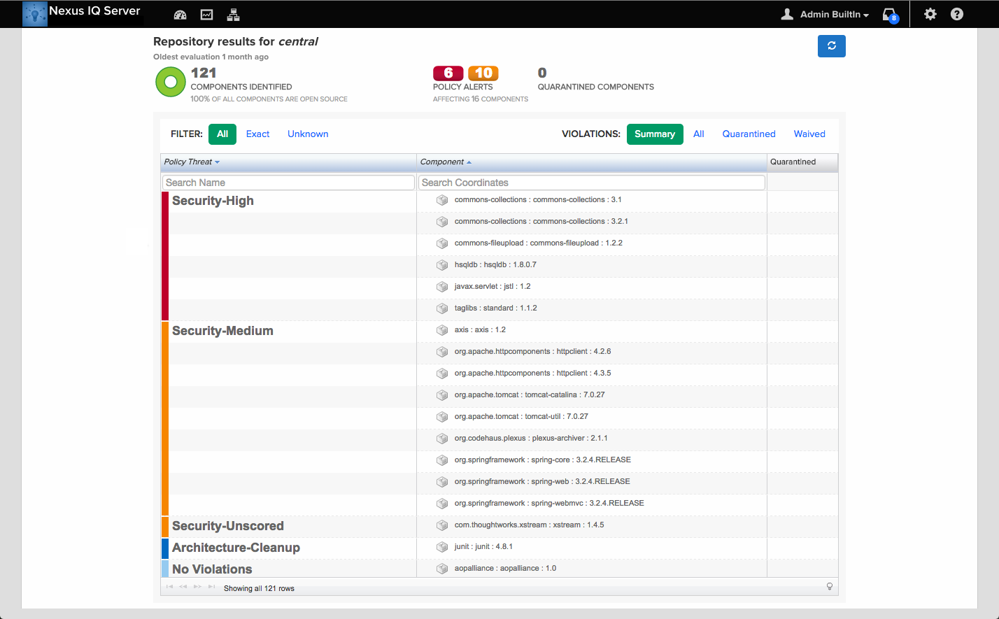 Nexus IQ Server
Admin BuiltIn
8
Repository results for central
Oldest evaluation 1 month ago
121
COMPONENTS IDENTIFIED
100% OF ALL COMPONENTS ARE OPEN SOURCE
6 10
POLICY ALERTS
AFFECTING 16 COMPONENTS
0
QUARANTINED COMPONENTS
FILTER: All Exact Unknown
VIOLATIONS: Summary All Quarantined Waived
Policy Threat Component Quarantined
Search Name Search Coordinates
Security-High commons-collections : commons-collections : 3.1
commons-collections : commons-collections : 3.2.1
commons-fileupload : commons-fileupload : 1.2.2
hsqldb : hsqldb : 1.8.0.7
javax.servlet : jstl : 1.2
taglibs : standard : 1.1.2
Security-Medium axis : axis : 1.2
org.apache.httpcomponents : httpclient : 4.2.6
org.apache.httpcomponents : httpclient : 4.3.5
org.apache.tomcat : tomcat-catalina : 7.0.27
org.apache.tomcat : tomcat-util : 7.0.27
org.codehaus.plexus : plexus-archiver : 2.1.1
org.springframework : spring-core : 3.2.4.RELEASE
org.springframework : spring-web : 3.2.4.RELEASE
org.springframework : spring-webmvc : 3.2.4.RELEASE
Security-Unscored com.thoughtworks.xstream : xstream : 1.4.5
Architecture-Cleanup junit : junit : 4.8.1
No Violations aopalliance : aopalliance : 1.0
Showing all 121 rows